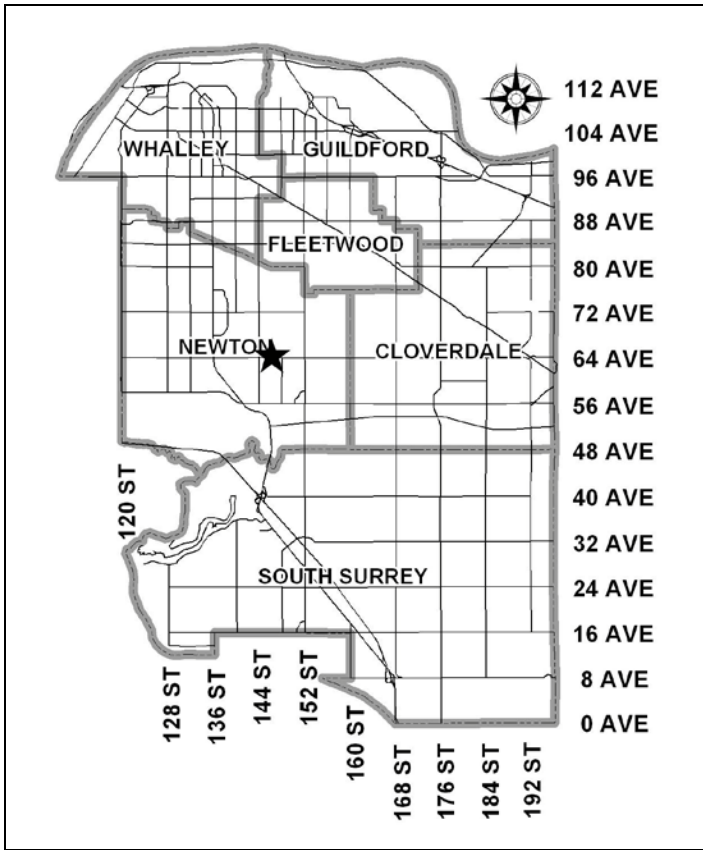 112 AVE
104 AVE
WHALLEY
GUILDFORD
96 AVE
88 AVE
FLEETWOOD
80 AVE
72 AVE
NEWTON
CLOVERDALE
64 AVE
56 AVE
48 AVE
120 ST
40 AVE
32 AVE
SOUTH SURREY
24 AVE
16 AVE
8 AVE
0 AVE
128 ST
136 ST
144 ST
152 ST
160 ST
168 ST
176 ST
184 ST
192 ST